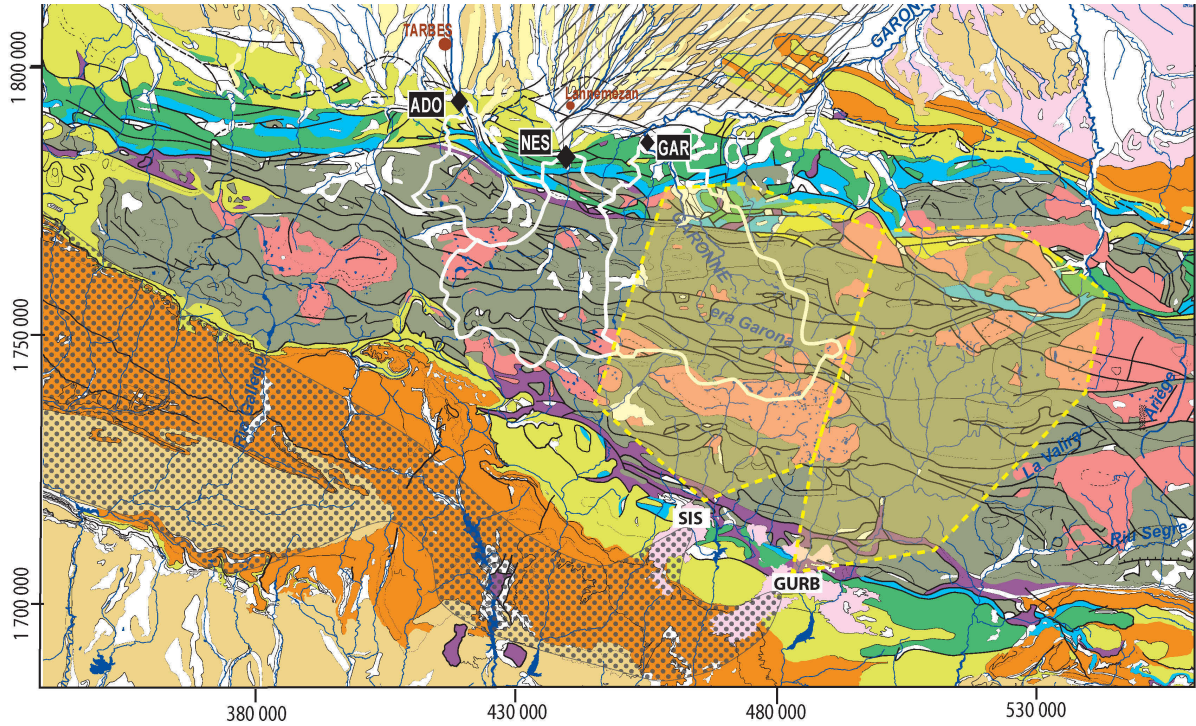 TARBES
GARONNE
1 800 000
ADO
Lannemezan
NES
GAR
GARONNE
1 750 000
era Garona
Rio Gallego
Ariege
La Valira
SIS
Riu Segre
GURB
1 700 000
380 000
430 000
480 000
530 000